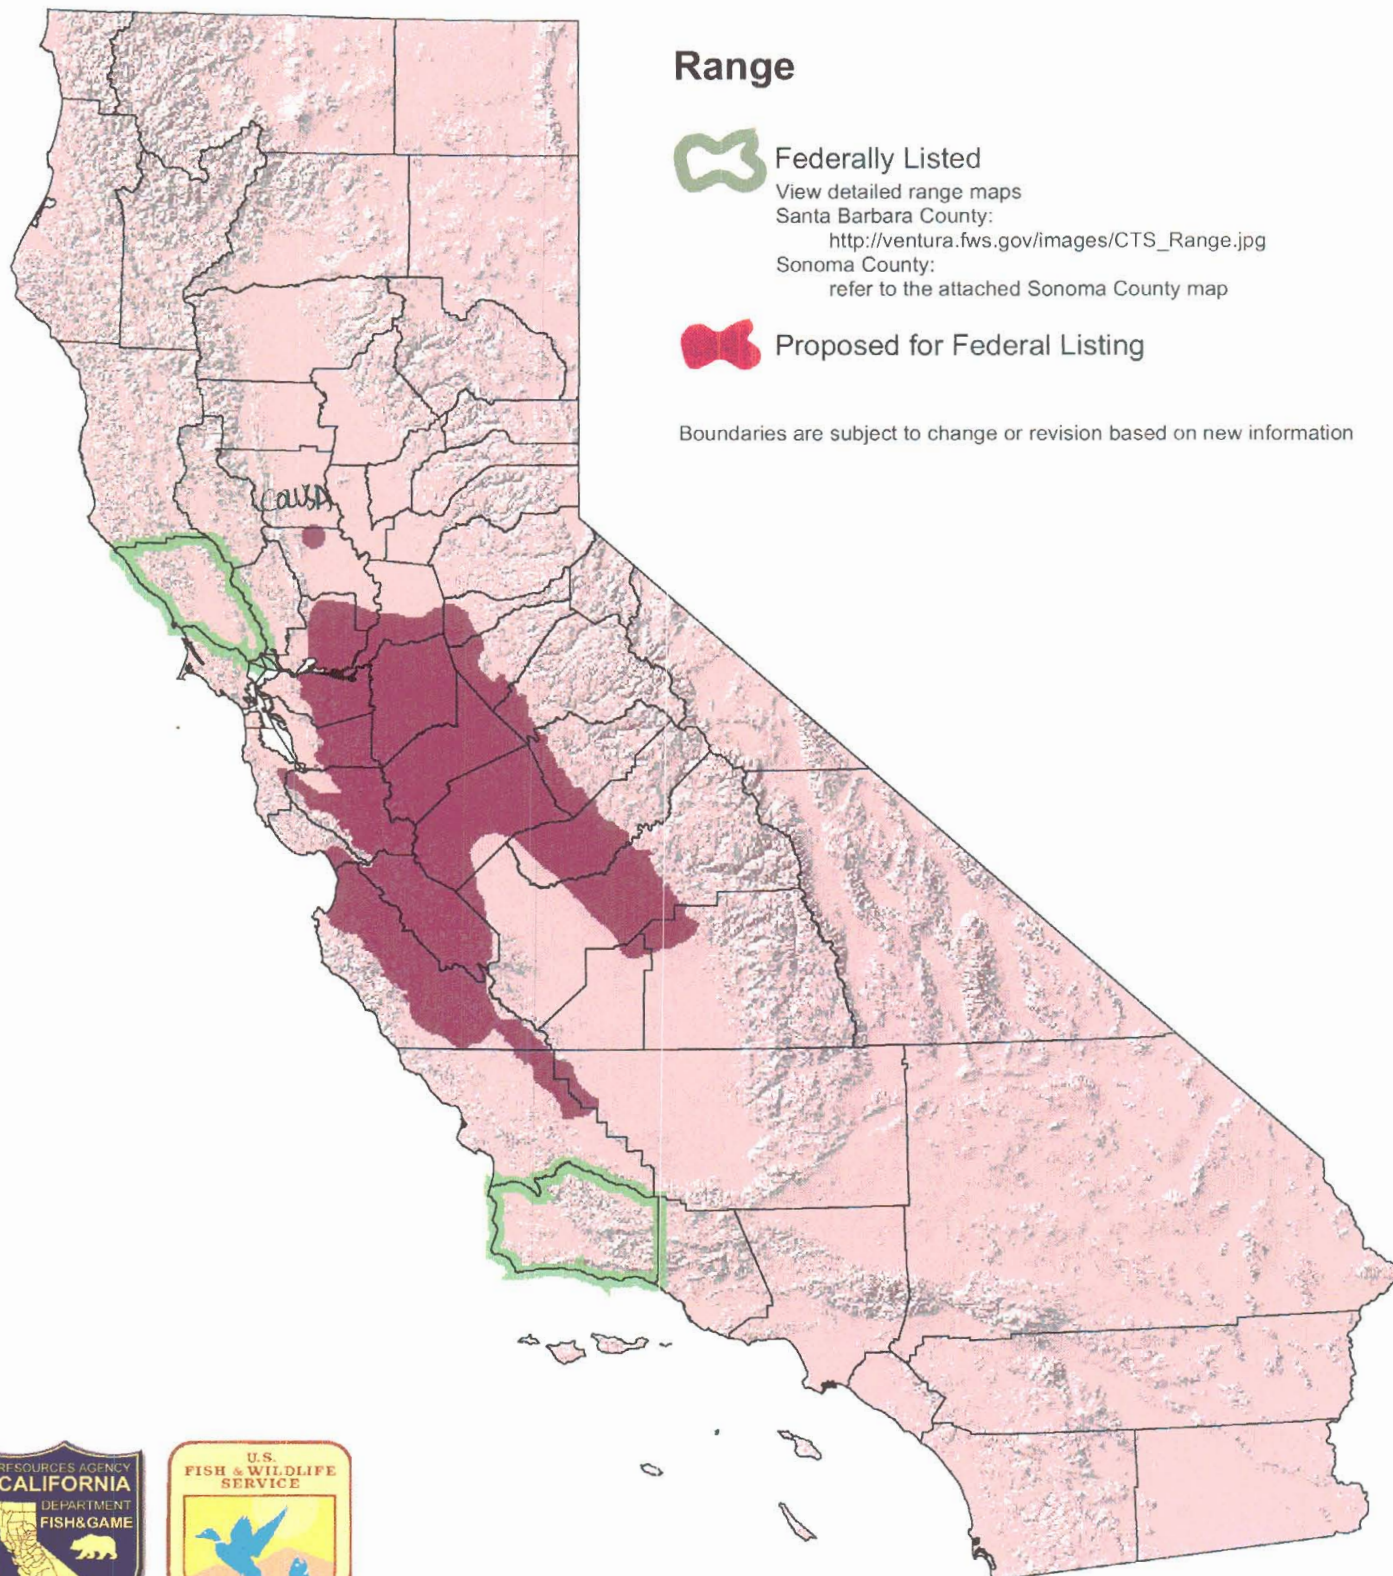 Range
Federally Listed
View detailed range maps
Santa Barbara County:
http://ventura.fws.gov/images/CTS_Range.jpg
Sonoma County:
refer to the attached Sonoma County map
Proposed for Federal Listing
Boundaries are subject to change or revision based on new information
COLUSA
RESOURCES AGENCY
CALIFORNIA
DEPARTMENT
FISH&GAME
U.S.
FISH & WILDLIFE
SERVICE